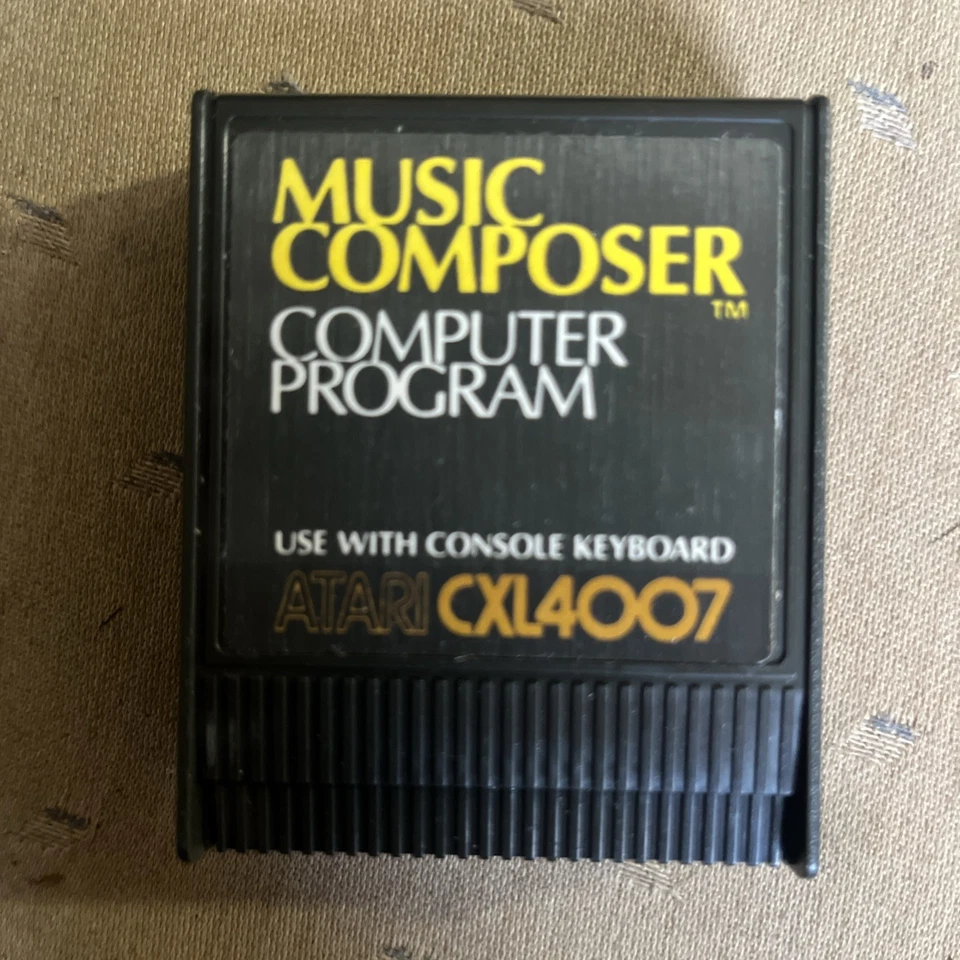 MUSIC
COMPOSER
TM
COMPUTER
PROGRAM
USE WITH CONSOLE KEYBOARD
ATARI CXL4007